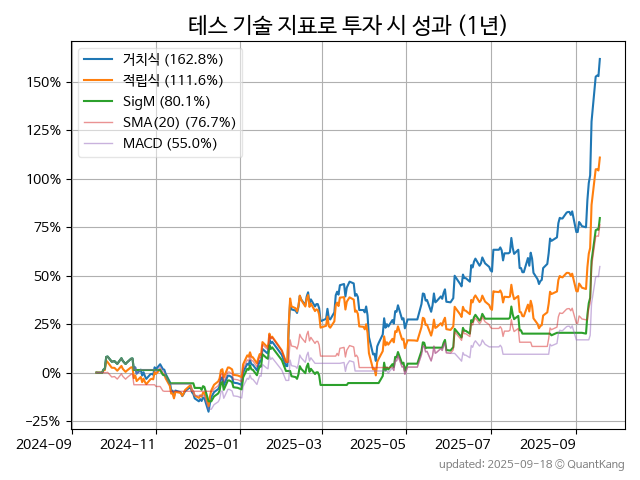 테스 기술 지표로 투자 시 성과 (1년)
거치식 (162.8%)
적립식 (111.6%)
SigM (80.1%)
SMA(20) (76.7%)
MACD (55.0%)
150%
125%
100%
75%
50%
25%
0%
−25%
2024-09
2024-11
2025-01
2025-03
2025-05
2025-07
2025-09
updated: 2025-09-18 © QuantKang